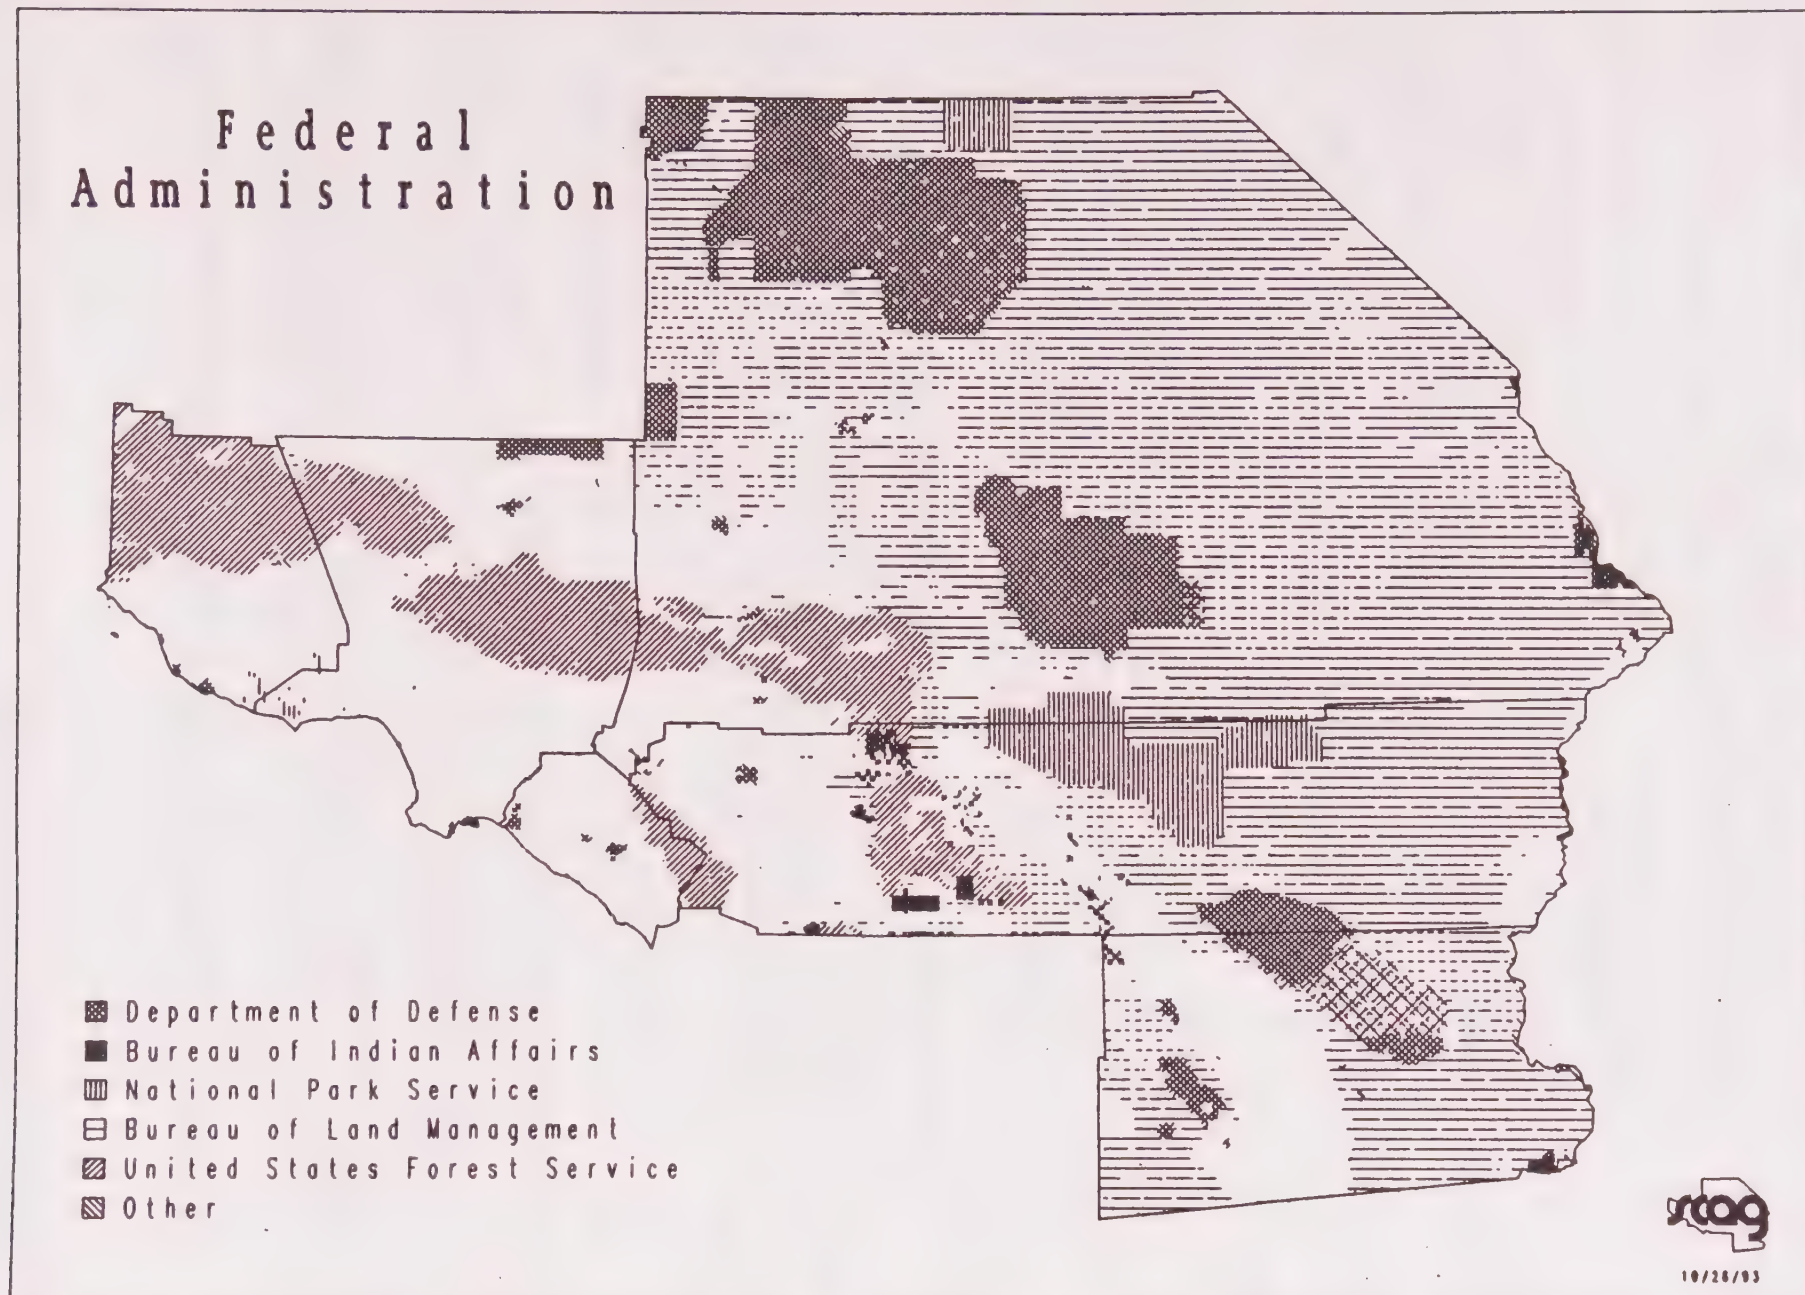 Federal
Administration
Department of Defense
Bureau of Indian Affairs
National Park Service
Bureau of Land Management
United States Forest Service
Other
scag
10/26/93